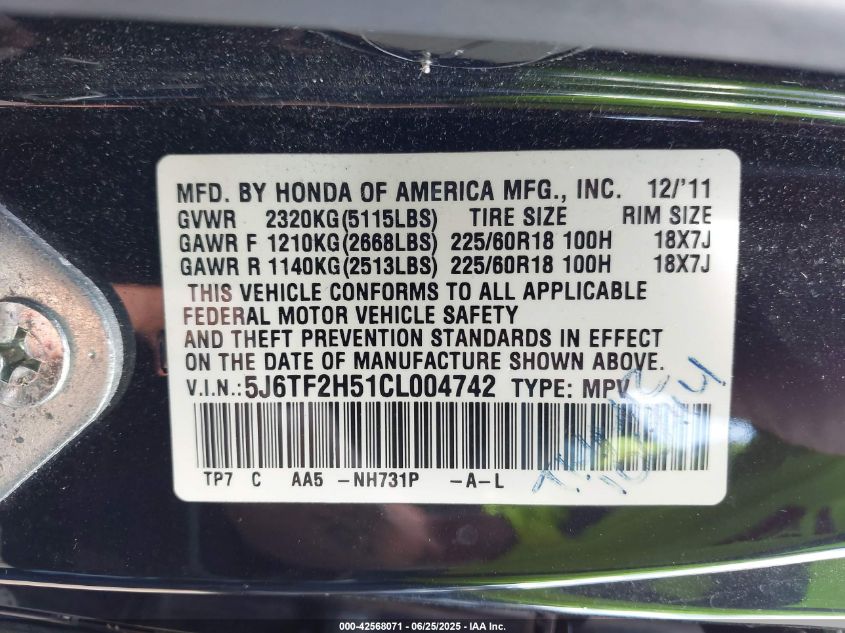 MFD. BY HONDA OF AMERICA MFG., INC. 12/'11
GVWR 2320KG(5115LBS) TIRE SIZE RIM SIZE
GAWR F 1210KG(2668LBS) 225/60R18 100H 18X7J
GAWR R 1140KG(2513LBS) 225/60R18 100H 18X7J
THIS VEHICLE CONFORMS TO ALL APPLICABLE
FEDERAL MOTOR VEHICLE SAFETY
AND THEFT PREVENTION STANDARDS IN EFFECT
ON THE DATE OF MANUFACTURE SHOWN ABOVE.
V.I.N.: 5J6TF2H51CL004742 TYPE: MPV
TP7 C AA5 -NH731P -A-L
000-42568071 / 06/25/2025 - IAA Inc.